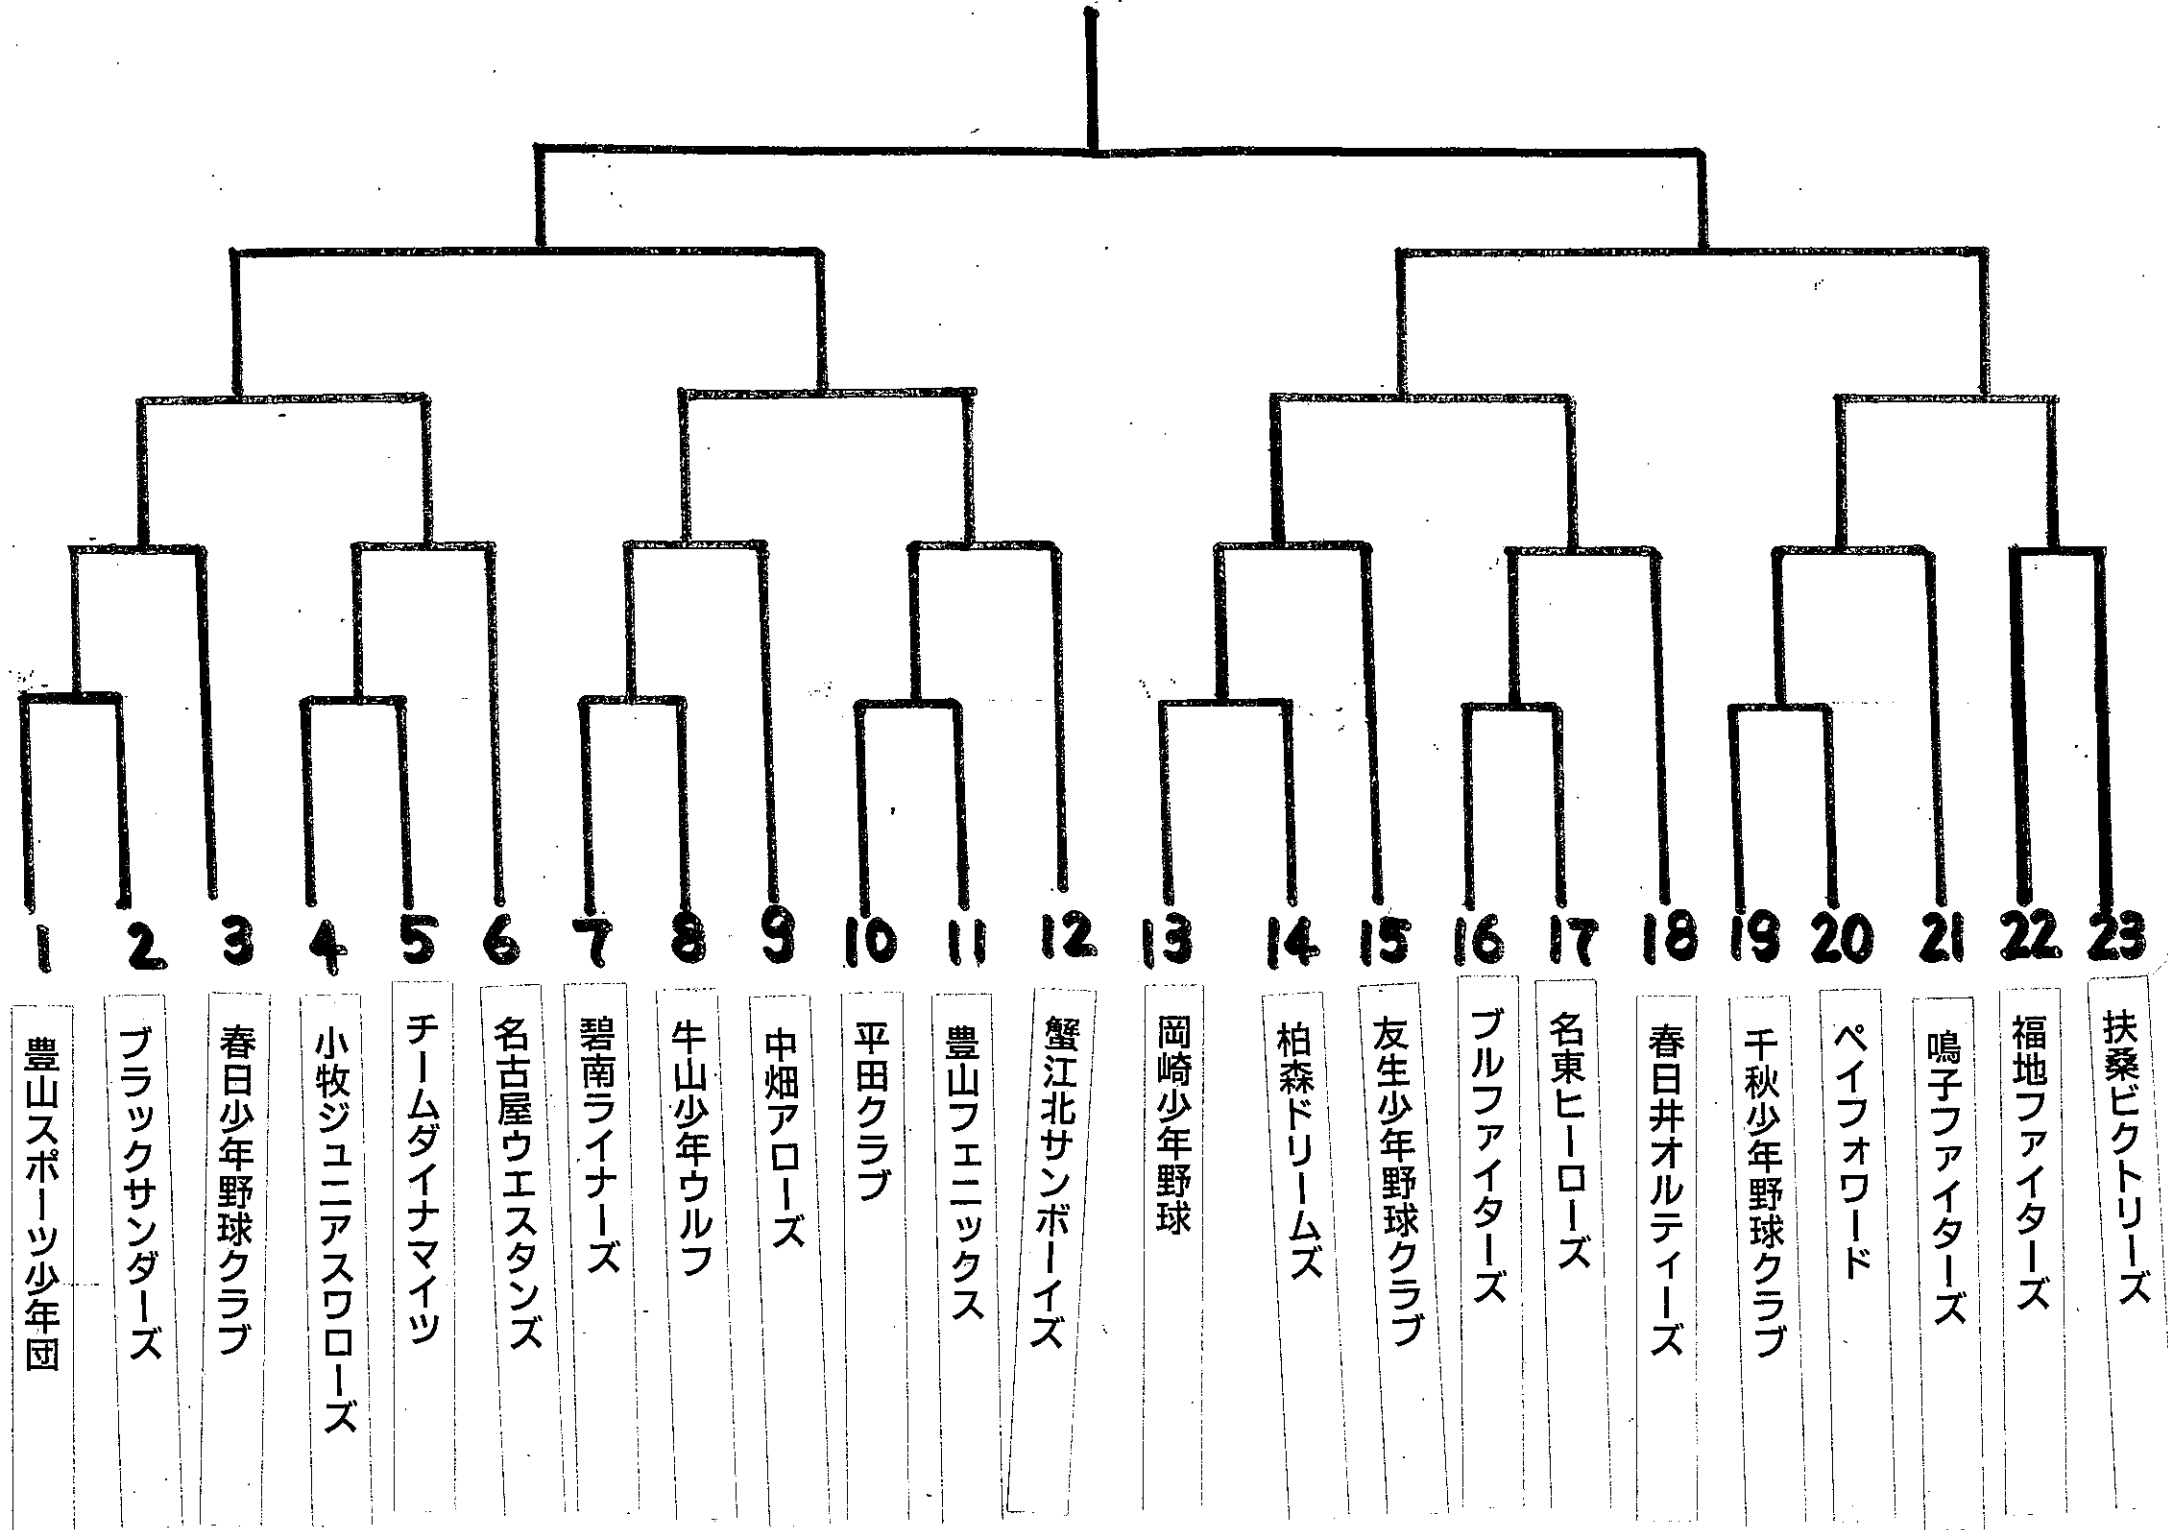 1
2
3
4
5
6
7
8
9
10
11
12
13
14
15
16
17
18
19
20
21
22
23
豊山スポーツ少年団
ブラックサンダーズ
春日少年野球クラブ
小牧ジュニアスワローズ
チームダイナマイツ
名古屋ウエスタンズ
碧南ライナーズ
牛山少年ウルフ
中畑アローズ
平田クラブ
豊山フェニックス
蟹江北サンボーイズ
岡崎少年野球
柏森ドリームズ
友生少年野球クラブ
ブルファイターズ
名東ヒーローズ
春日井オルティーズ
千秋少年野球クラブ
ペイフォワード
鳴子ファイターズ
福地ファイターズ
扶桑ビクトリーズ